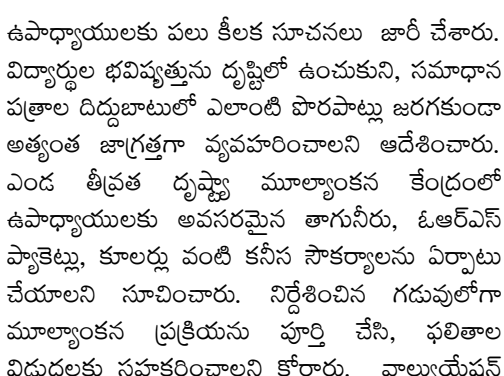 ఉపాధ్యాయులకు పలు కీలక సూచనలు జారీ చేశారు.
విద్యార్థుల భవిష్యత్తును దృష్టిలో ఉంచుకుని, సమాధాన
పత్రాల దిద్దుబాటులో ఎలాంటి పొరపాట్లు జరగకుండా
అత్యంత జాగ్రత్తగా వ్యవహరించాలని ఆదేశించారు.
ఎండ తీవ్రత దృష్ట్యా మూల్యాంకన కేంద్రంలో
ఉపాధ్యాయులకు అవసరమైన తాగునీరు, ఓఆర్ఎస్
ప్యాకెట్లు, కూలర్లు వంటి కనీస సౌకర్యాలను ఏర్పాటు
చేయాలని సూచించారు. నిర్దేశించిన గడువులోగా
మూల్యాంకన ప్రక్రియను పూర్తి చేసి, ఫలితాల
విడుదలకు సహకరించాలని కోరారు. వాల్యుయేషన్